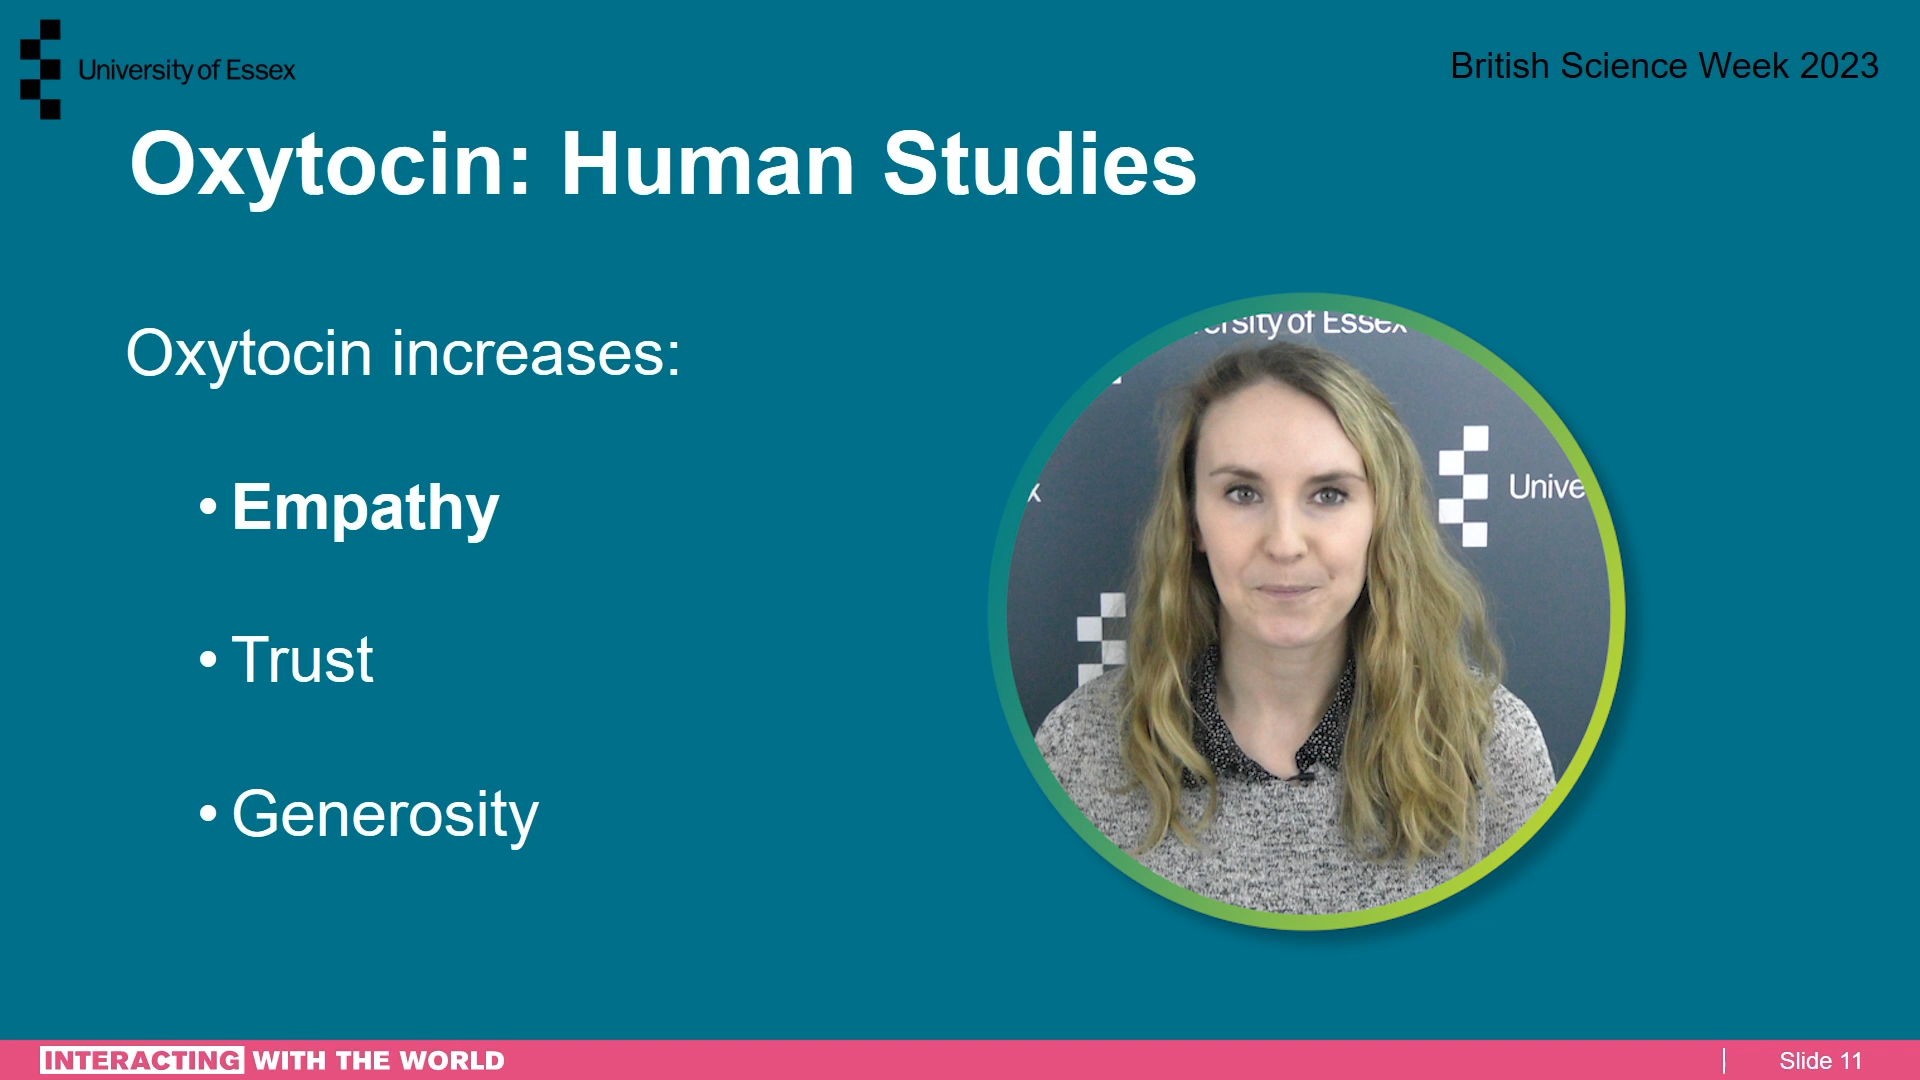 University of Essex
British Science Week 2023
Oxytocin: Human Studies
Oxytocin increases:
• Empathy
• Trust
• Generosity
ersity of Essex
x
Unive
INTERACTING WITH THE WORLD
Slide 11